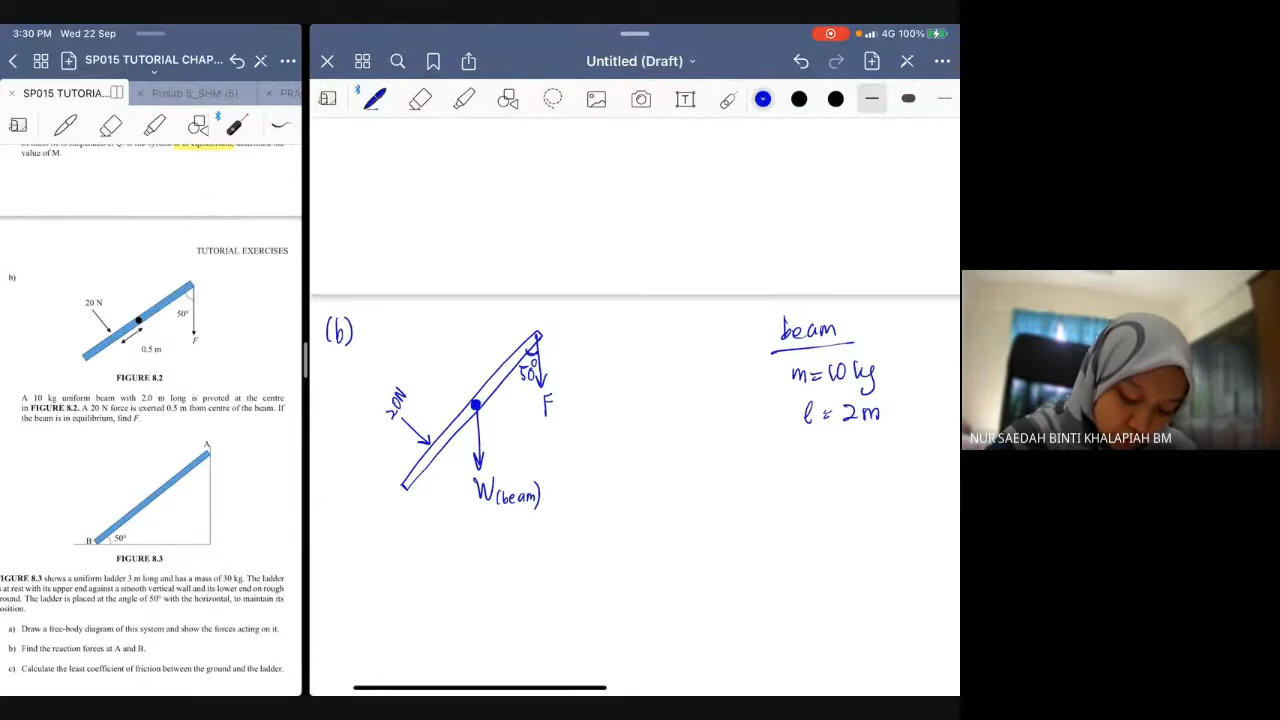 3:30 PM Wed 22 Sep
4G 100%
SP015 TUTORIAL CHAP...
Untitled (Draft)
SP015 TUTORIA...
Prelab 5_SHM (5)
PRA
value of M.
TUTORIAL EXERCISES
b)
20 N
50°
F
0.5 m
FIGURE 8.2
A 10 kg uniform beam with 2.0 m long is pivoted at the centre
in FIGURE 8.2. A 20 N force is exerted 0.5 m from centre of the beam. If
the beam is in equilibrium, find F.
A
B
50°
FIGURE 8.3
IGURE 8.3 shows a uniform ladder 3 m long and has a mass of 30 kg. The ladder
at rest with its upper end against a smooth vertical wall and its lower end on rough
round. The ladder is placed at the angle of 50° with the horizontal, to maintain its
osition.
a) Draw a free-body diagram of this system and show the forces acting on it.
b) Find the reaction forces at A and B.
c) Calculate the least coefficient of friction between the ground and the ladder.
(b)
20N
50°
F
W(beam)
beam
m = 10 kg
l = 2 m
NUR SAEDAH BINTI KHALAPIAH BM